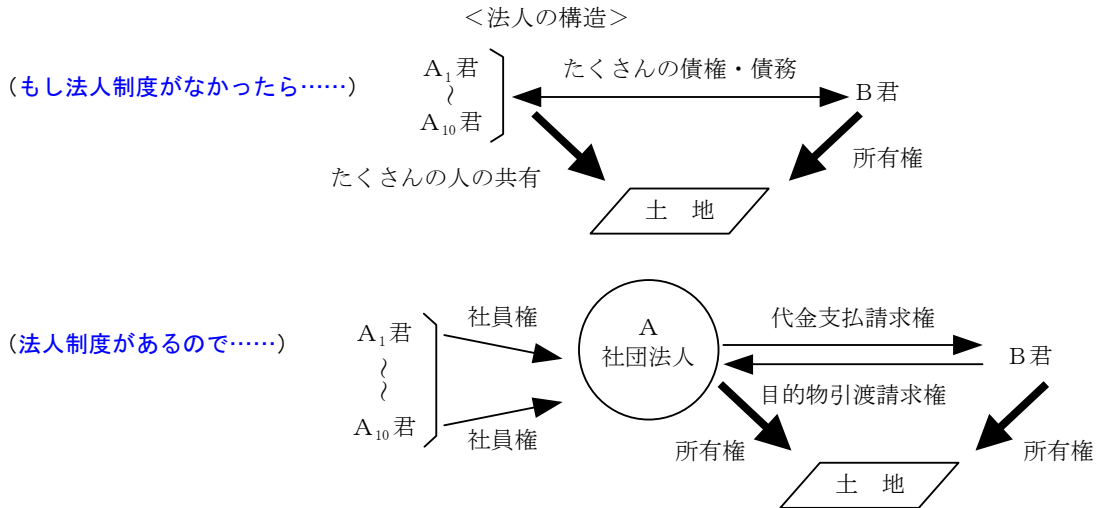 ＜法人の構造＞
（もし法人制度がなかったら……）
A₁君
〜
A₁₀君
たくさんの債権・債務
B君
たくさんの人の共有
所有権
土　地
（法人制度があるので……）
A₁君
〜
〜
A₁₀君
社員権
社員権
A
社団法人
代金支払請求権
目的物引渡請求権
B君
所有権
所有権
土　地